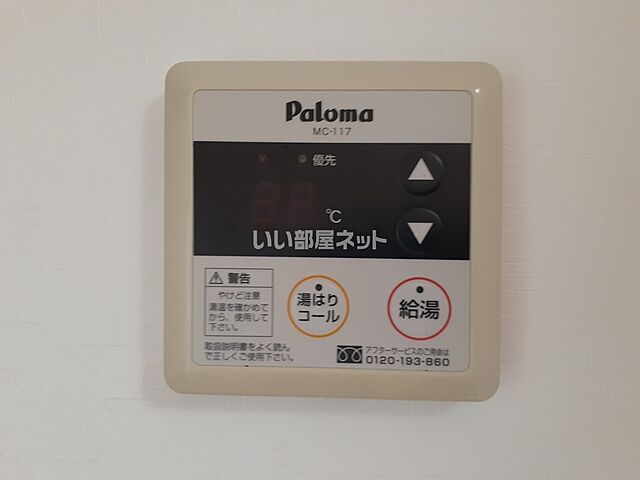 Paloma
MC-117
優先
℃
いい部屋ネット
警告
やけど注意
湯温を確かめて
から、使用して
下さい。
湯はり
コール
給湯
取扱説明書をよく読ん
で正しくご使用下さい。
アフターサービスのご用命は
0120-193-860